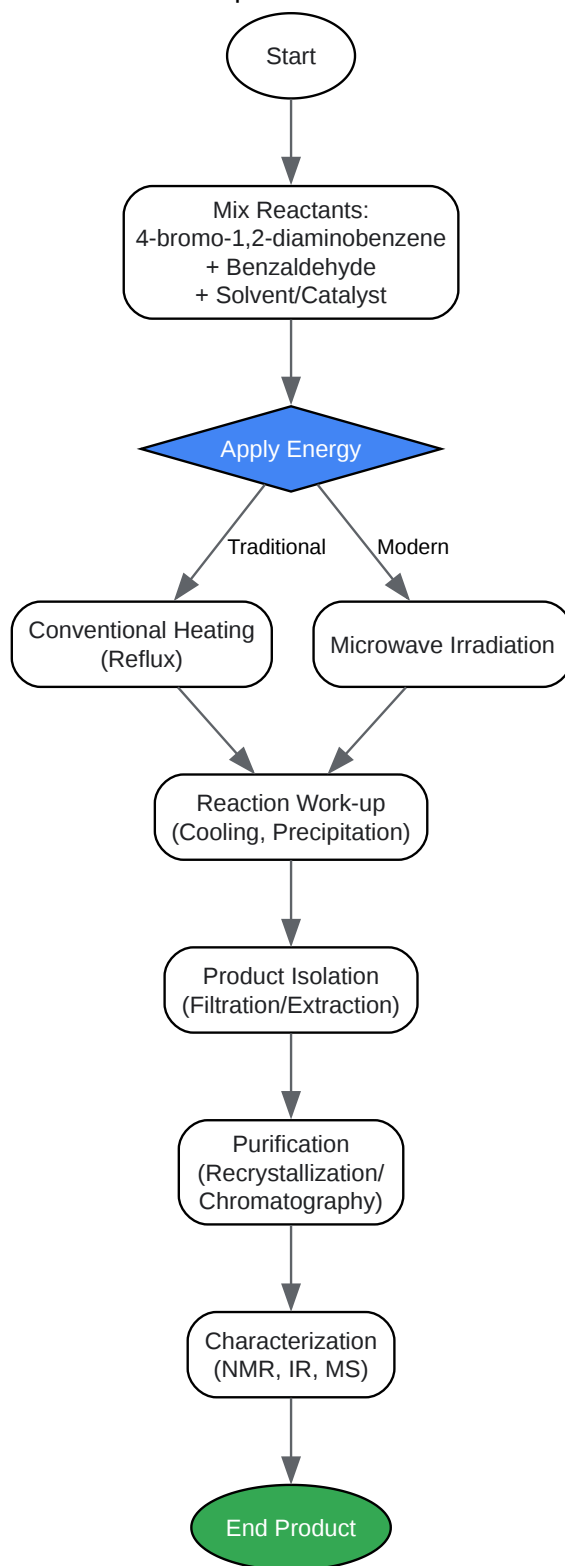 Start
Mix Reactants:
4-bromo-1,2-diaminobenzene
+ Benzaldehyde
+ Solvent/Catalyst
Apply Energy
Traditional
Modern
Conventional Heating
(Reflux)
Microwave Irradiation
Reaction Work-up
(Cooling, Precipitation)
Product Isolation
(Filtration/Extraction)
Purification
(Recrystallization/
Chromatography)
Characterization
(NMR, IR, MS)
End Product